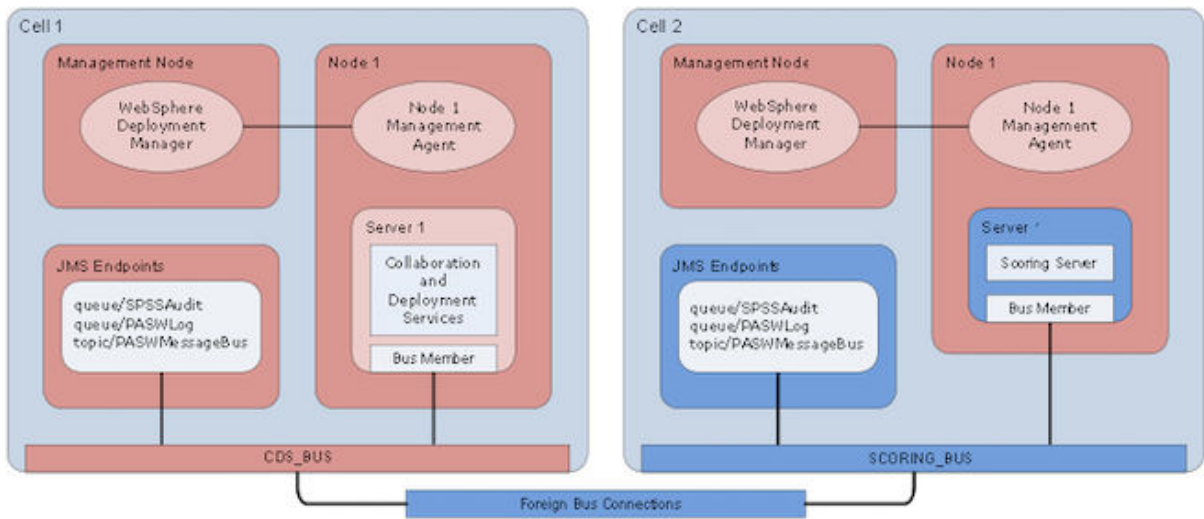 Cell 1
Management Node
WebSphere
Deployment
Manager
Node 1
Node 1
Management
Agent
Server 1
Collaboration
and
Deployment
Services
Bus Member
JMS Endpoints
queue/SPSSAudit
queue/PASWLog
topic/PASWMessageBus
CDS_BUS
Cell 2
Management Node
WebSphere
Deployment
Manager
Node 1
Node 1
Management
Agent
Server
Scoring Server
Bus Member
JMS Endpoints
queue/SPSSAudit
queue/PASWLog
topic/PASWMessageBus
SCORING_BUS
Foreign Bus Connections